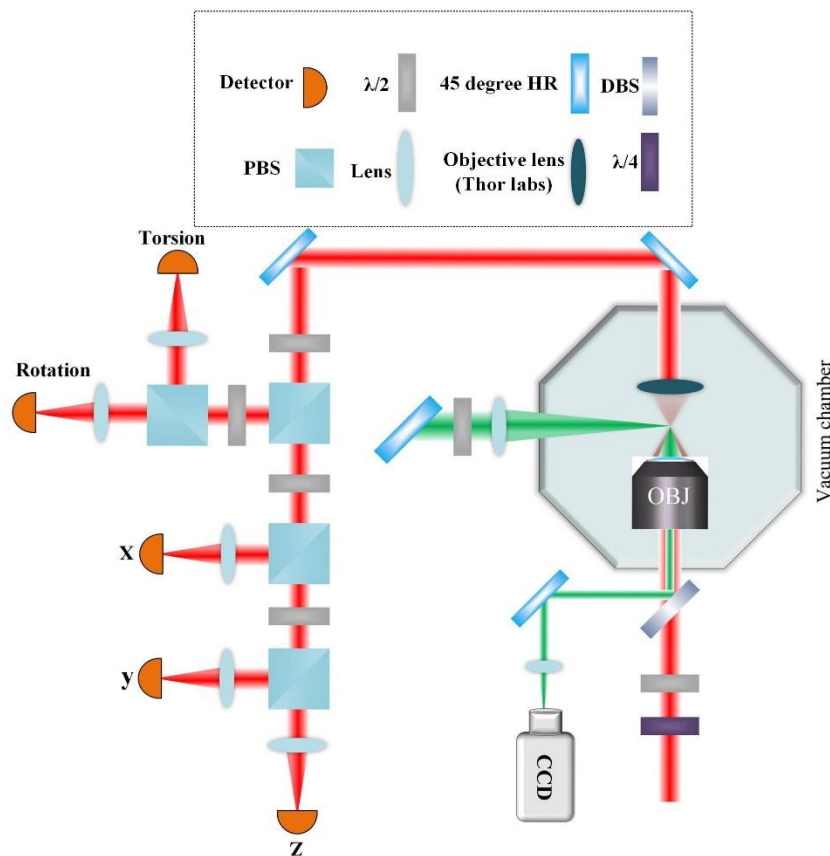 Detector
λ/2
45 degree HR
DBS
PBS
Lens
Objective lens
(Thor labs)
λ/4
Torsion
Rotation
Vacuum chamber
OBJ
x
y
CCD
Z